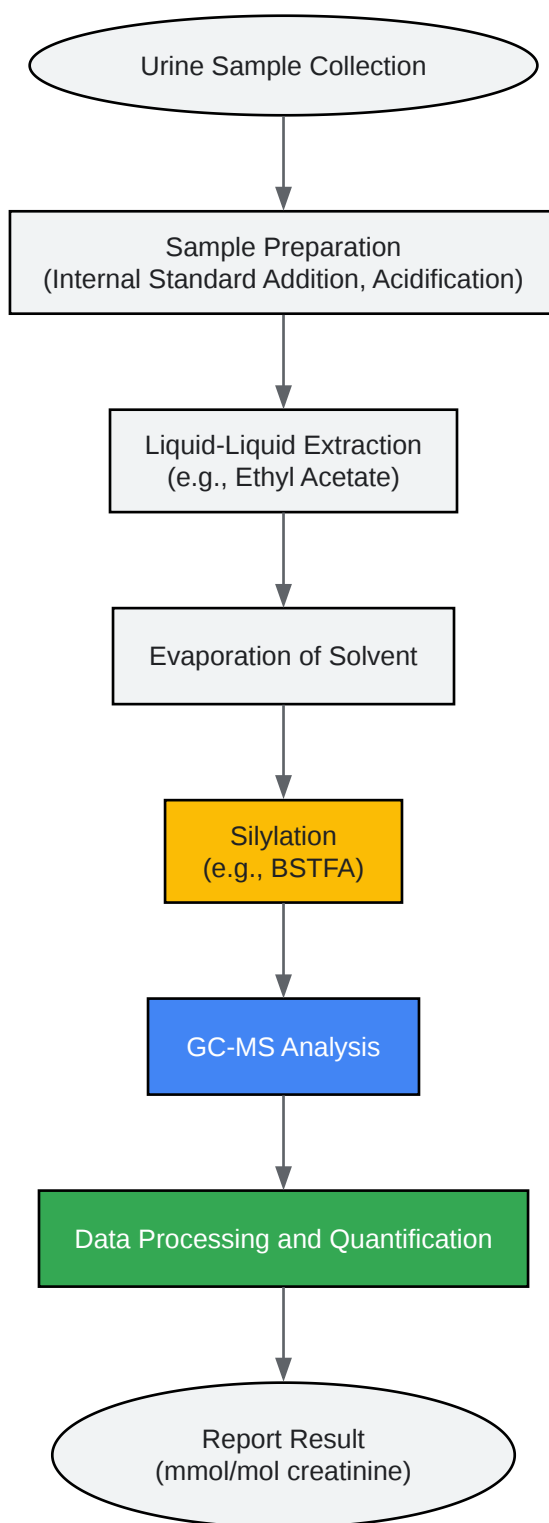 Urine Sample Collection
Sample Preparation
(Internal Standard Addition, Acidification)
Liquid-Liquid Extraction
(e.g., Ethyl Acetate)
Evaporation of Solvent
Silylation
(e.g., BSTFA)
GC-MS Analysis
Data Processing and Quantification
Report Result
(mmol/mol creatinine)